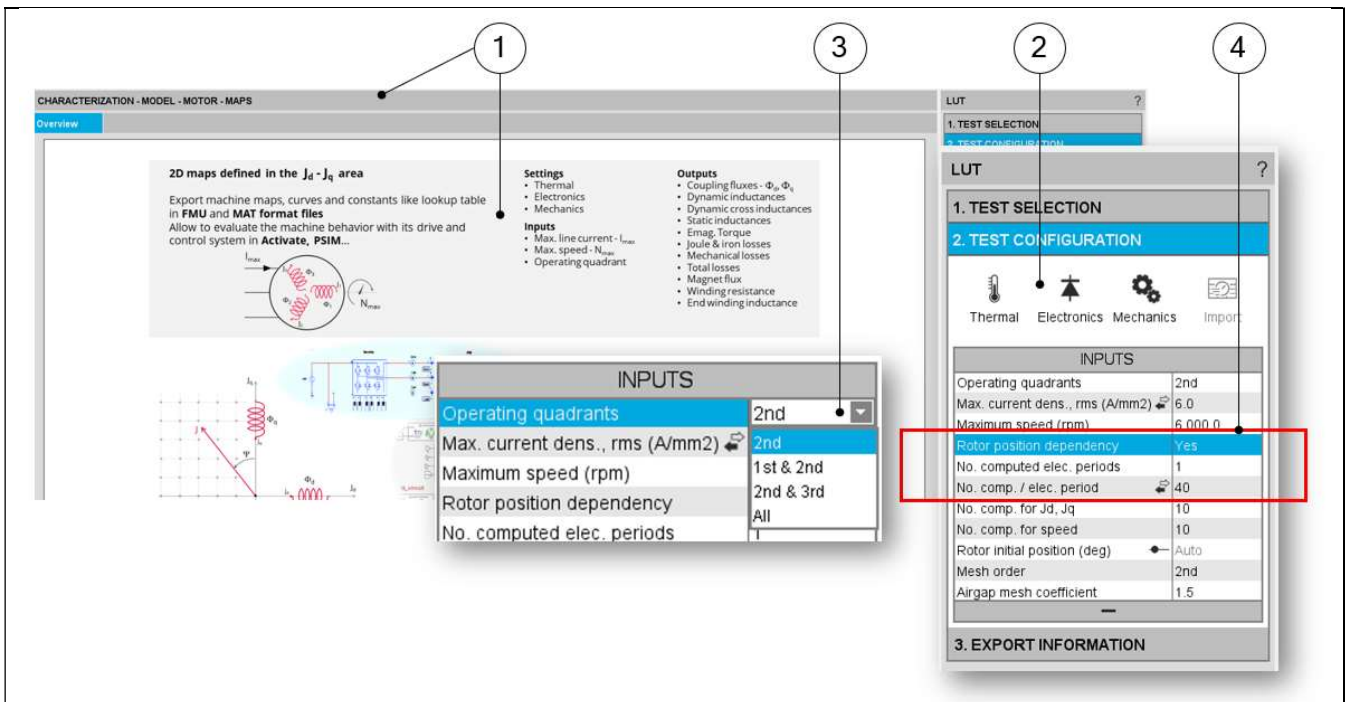 1
3
2
4
CHARACTERIZATION - MODEL - MOTOR - MAPS
Overview
2D maps defined in the Jd - Jq area
Export machine maps, curves and constants like lookup table
in FMU and MAT format files
Allow to evaluate the machine behavior with its drive and
control system in Activate, PSIM...
Imax
Nmax
Settings
• Thermal
• Electronics
• Mechanics
Inputs
• Max. line current - Imax
• Max. speed - Nmax
• Operating quadrant
Outputs
• Coupling fluxes - Φd, Φq
• Dynamic inductances
• Dynamic cross inductances
• Static inductances
• Emag. Torque
• Joule & iron losses
• Mechanical losses
• Total losses
• Magnet flux
• Winding resistance
• End winding inductance
Jq
Φq
J
Ψ
Φd
INPUTS
Operating quadrants 2nd
Max. current dens., rms (A/mm2) 2nd
Maximum speed (rpm) 1st & 2nd
Rotor position dependency 2nd & 3rd
All
No. computed elec. periods 1
LUT ?
1. TEST SELECTION
2. TEST CONFIGURATION
LUT ?
1. TEST SELECTION
2. TEST CONFIGURATION
Thermal Electronics Mechanics Import
INPUTS
Operating quadrants 2nd
Max. current dens., rms (A/mm2) 6.0
Maximum speed (rpm) 6 000.0
Rotor position dependency Yes
No. computed elec. periods 1
No. comp. / elec. period 40
No. comp. for Jd, Jq 10
No. comp. for speed 10
Rotor initial position (deg) Auto
Mesh order 2nd
Airgap mesh coefficient 1.5
3. EXPORT INFORMATION